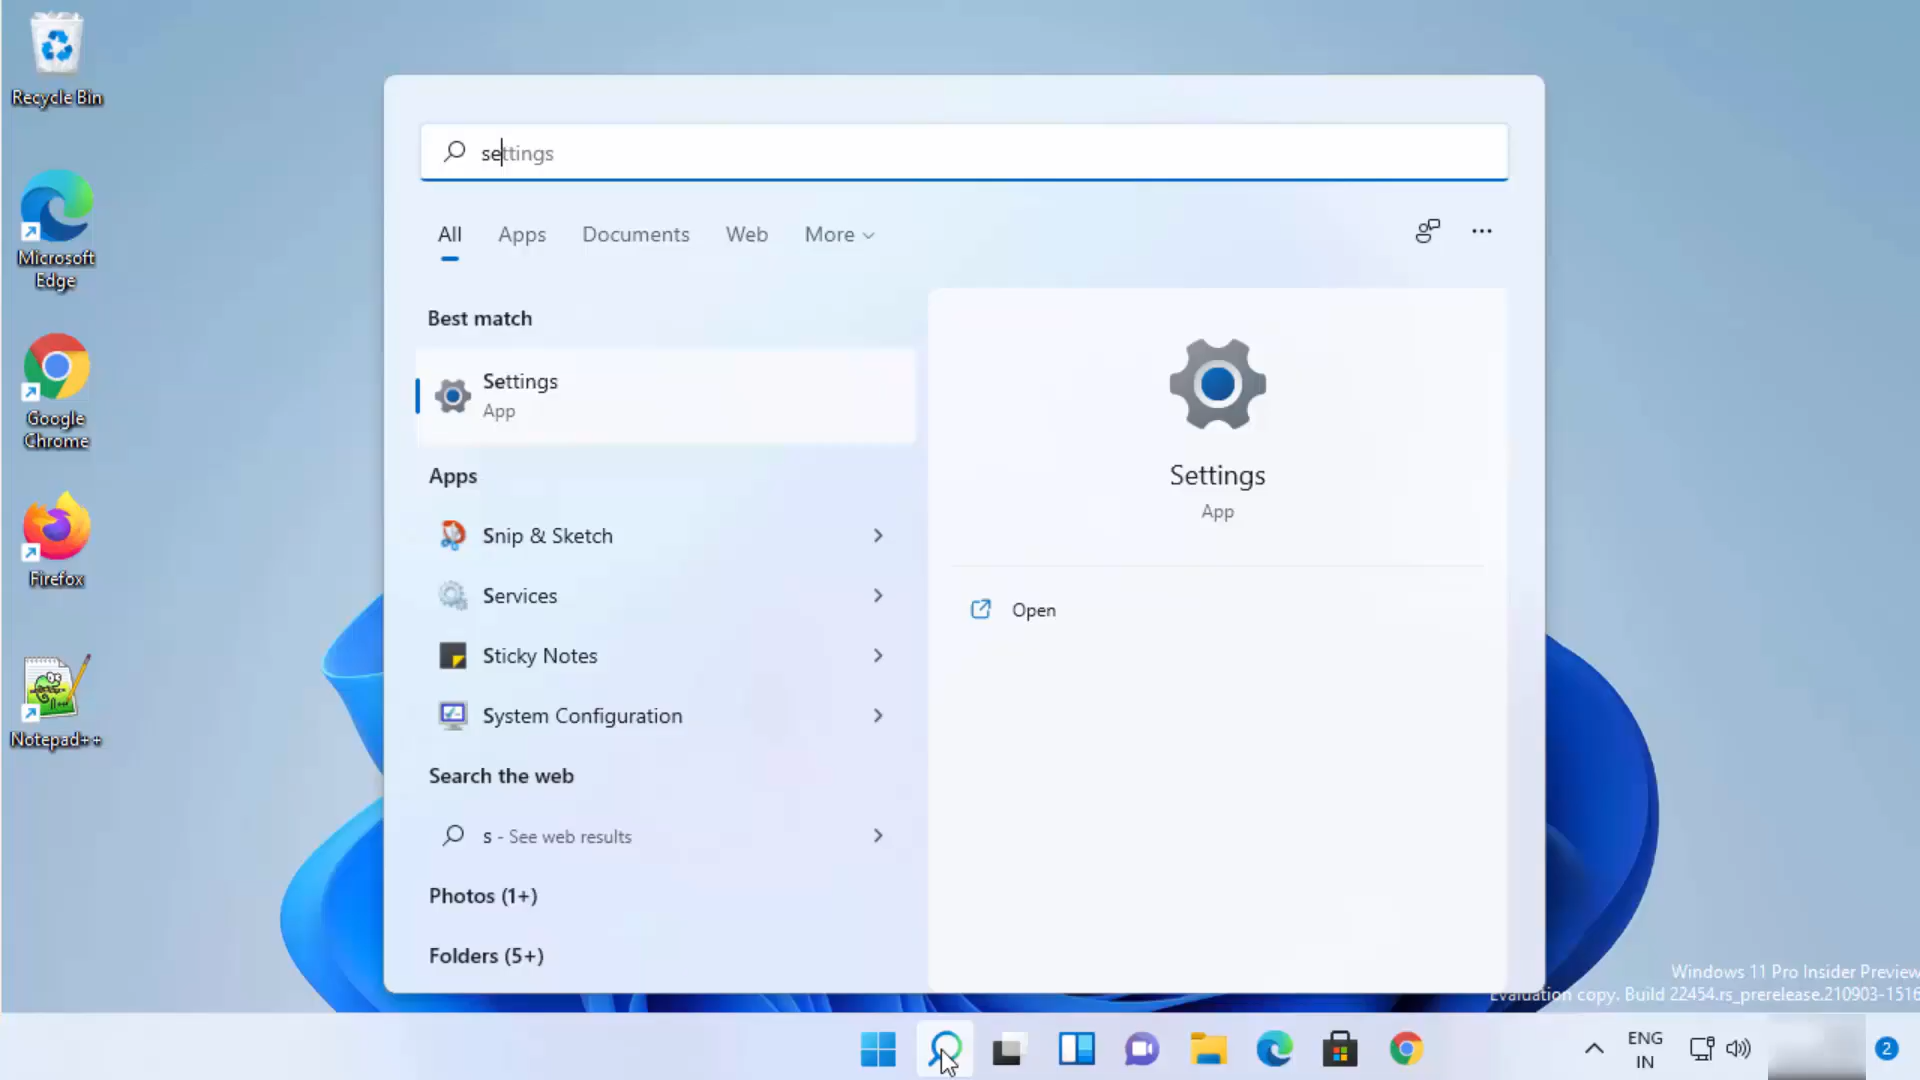 Recycle Bin
Microsoft
Edge
Google
Chrome
Firefox
Notepad++
settings
All Apps Documents Web More
Best match
Settings
App
Apps
Snip & Sketch
Services
Sticky Notes
System Configuration
Search the web
s - See web results
Photos (1+)
Folders (5+)
Settings
App
Open
Windows 11 Pro Insider Preview
Evaluation copy. Build 22454.rs_prerelease.210903-1516
ENG
IN
2